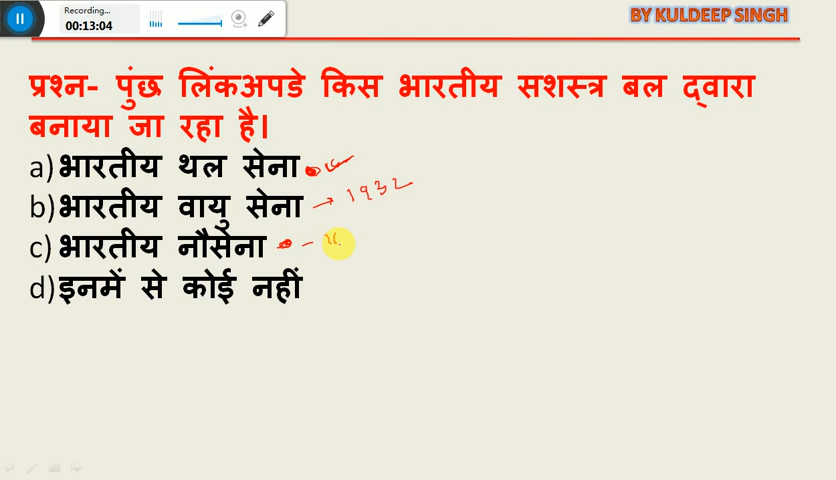 Recording...
00:13:04
BY KULDEEP SINGH
प्रश्न- पुंछ लिंकअपडे किस भारतीय सशस्त्र बल द्वारा
बनाया जा रहा है।
a) भारतीय थल सेना
b) भारतीय वायु सेना → 1932
c) भारतीय नौसेना -
d) इनमें से कोई नहीं